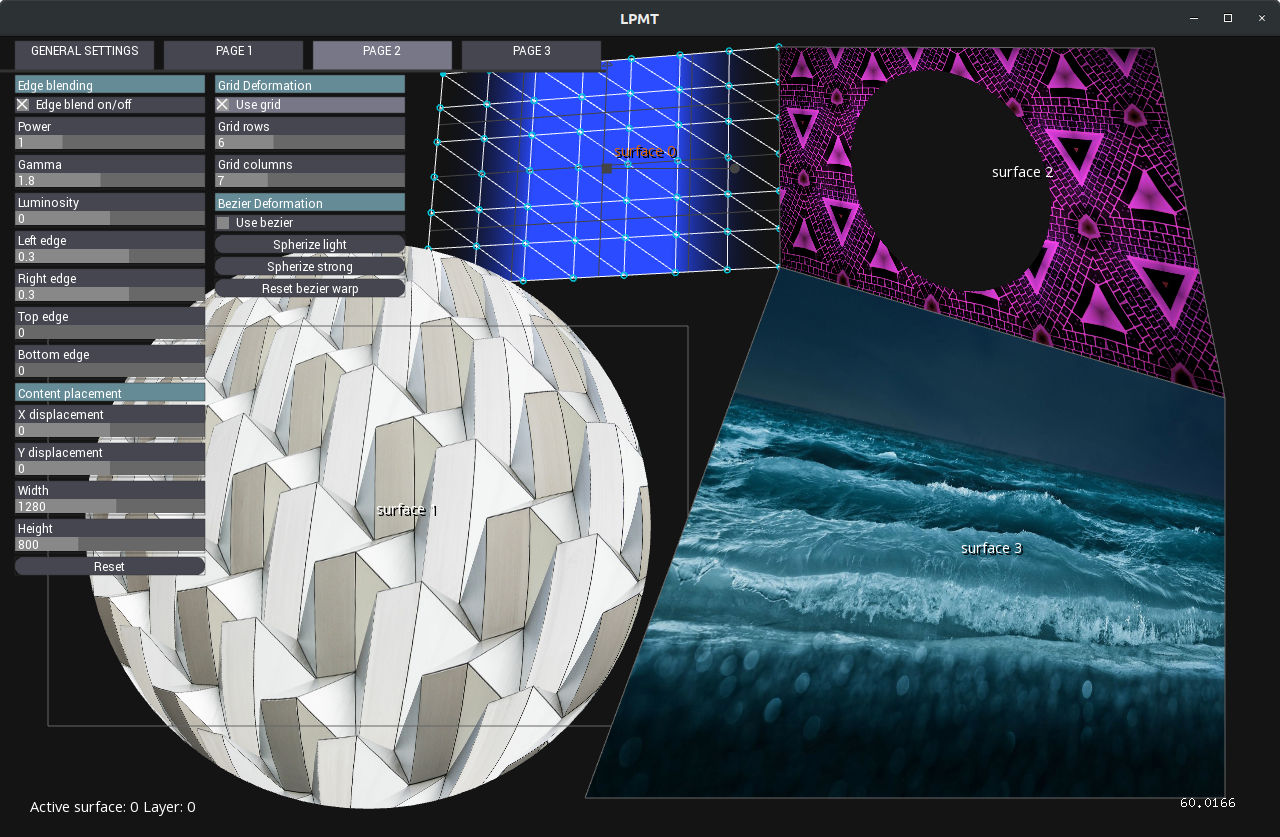 LPMT
GENERAL SETTINGS
PAGE 1
PAGE 2
PAGE 3
Edge blending
Edge blend on/off
Power
1
Gamma
1.8
Luminosity
0
Left edge
0.3
Right edge
0.3
Top edge
0
Bottom edge
0
Content placement
X displacement
0
Y displacement
0
Width
1280
Height
800
Reset
Grid Deformation
Use grid
Grid rows
6
Grid columns
7
Bezier Deformation
Use bezier
Spherize light
Spherize strong
Reset bezier warp
surface 0
surface 2
surface 1
surface 3
Active surface: 0 Layer: 0
60.0166